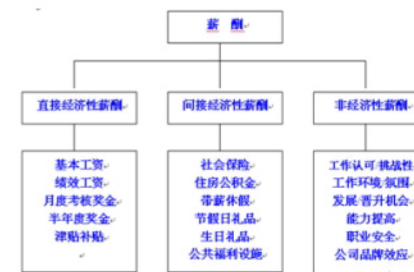 薪 酬
直接经济性薪酬
间接经济性薪酬
非经济性薪酬
基本工资
绩效工资
月度考核奖金
半年度奖金
津贴补贴
社会保险
住房公积金
带薪休假
节假日礼品
生日礼品
公共福利设施
工作认可/挑战性
工作环境/氛围
发展/晋升机会
能力提高
职业安全
公司品牌效应